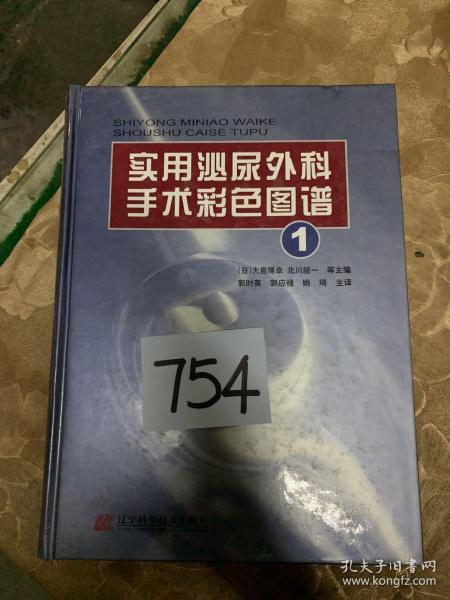 SHIYONG MINIAO WAIKE
SHOUSHU CAISE TUPU
实用泌尿外科
手术彩色图谱
1
(日)大岛博幸 北川龍一 等主编
郭时英 郭应禄 姚琦 主译
754
辽宁科学技术出版社
孔夫子旧书网
www.kongfz.com